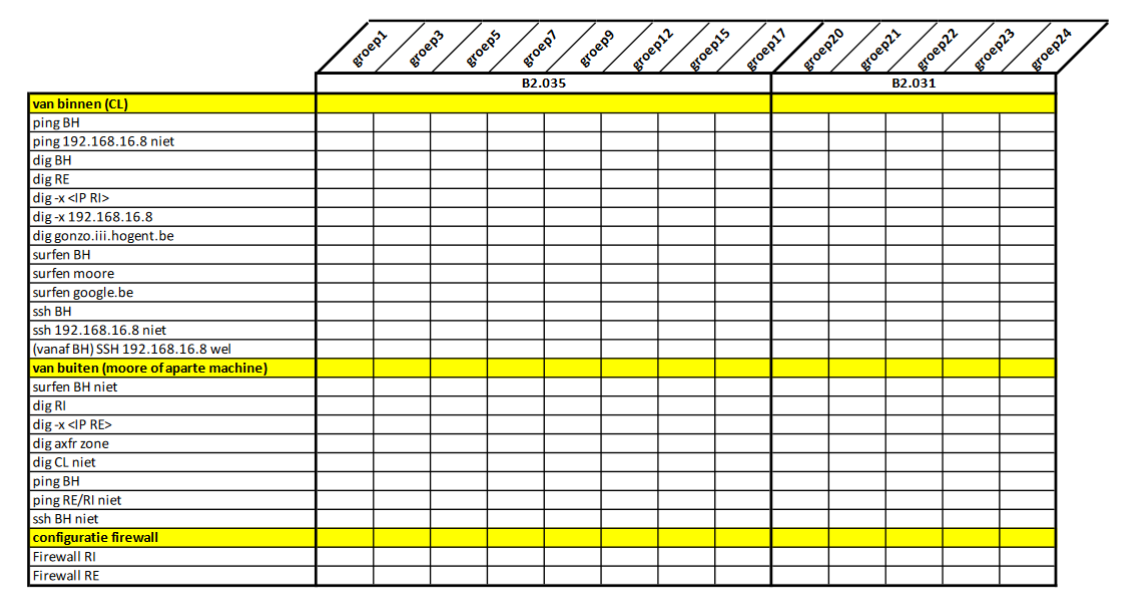 groep1 groep3 groep5 groep7 groep9 groep12 groep15 groep17 groep20 groep21 groep22 groep23 groep24
B2.035 B2.031
van binnen (CL)
ping BH
ping 192.168.16.8 niet
dig BH
dig RE
dig -x <IP RI>
dig -x 192.168.16.8
dig gonzo.iii.hogent.be
surfen BH
surfen moore
surfen google.be
ssh BH
ssh 192.168.16.8 niet
(vanaf BH) SSH 192.168.16.8 wel
van buiten (moore of aparte machine)
surfen BH niet
dig RI
dig -x <IP RE>
dig axfr zone
dig CL niet
ping BH
ping RE/RI niet
ssh BH niet
configuratie firewall
Firewall RI
Firewall RE